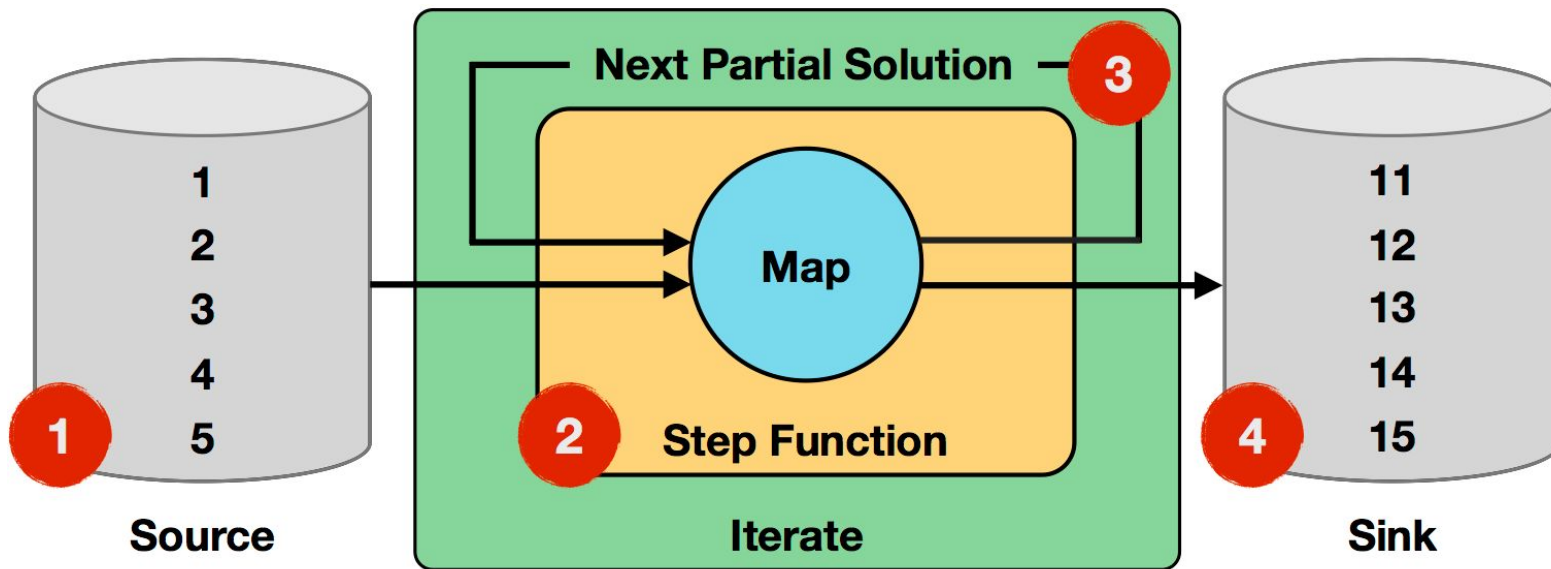 Next Partial Solution
3
1
2
3
4
5
1
Map
2
Step Function
11
12
13
14
15
4
Source
Iterate
Sink